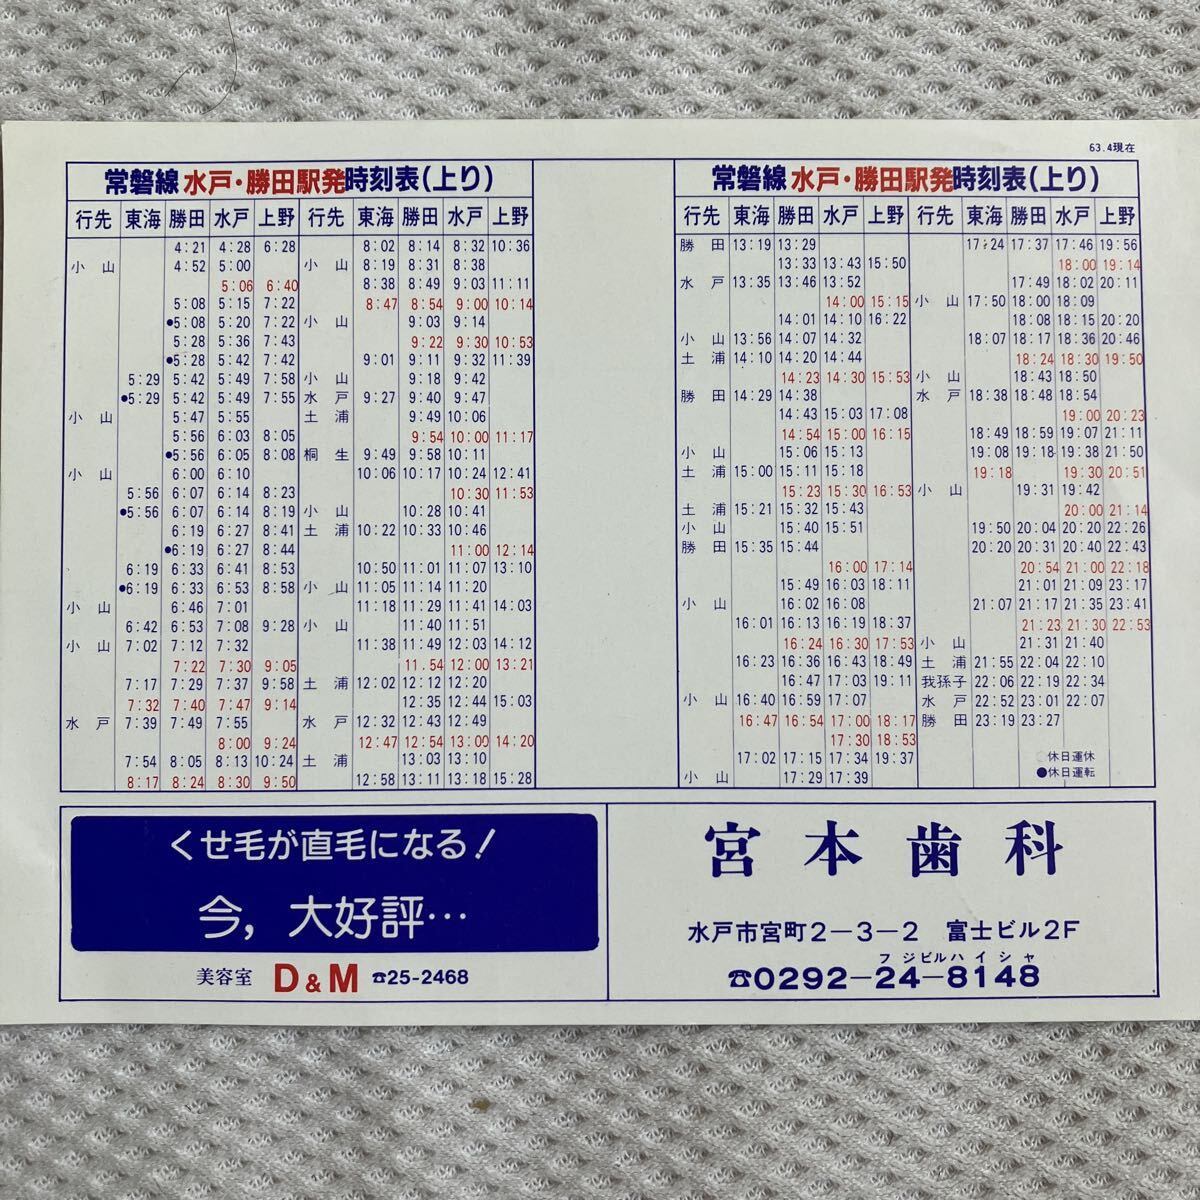 63.4現在
常磐線 水戸・勝田駅発時刻表(上り)
行先 東海 勝田 水戸 上野 行先 東海 勝田 水戸 上野
4:21 4:28 6:28 8:02 8:14 8:32 10:36
小山 4:52 5:00 小山 8:19 8:31 8:38
5:06 6:40 8:38 8:49 9:03 11:11
5:08 5:15 7:22 8:47 8:54 9:00 10:14
●5:08 5:20 7:22 小山 9:03 9:14
5:28 5:36 7:43 9:22 9:30 10:53
●5:28 5:42 7:42 9:01 9:11 9:32 11:39
5:29 5:42 5:49 7:58 小山 9:18 9:42
●5:29 5:42 5:49 7:55 水戸 9:27 9:40 9:47
小山 5:47 5:55 土浦 9:49 10:06
5:56 6:03 8:05 9:54 10:00 11:17
●5:56 6:05 8:08 桐生 9:49 9:58 10:11
小山 6:00 6:10 10:06 10:17 10:24 12:41
5:56 6:07 6:14 8:23 10:30 11:53
●5:56 6:07 6:14 8:19 小山 10:28 10:41
6:19 6:27 8:41 土浦 10:22 10:33 10:46
●6:19 6:27 8:44 11:00 12:14
6:19 6:33 6:41 8:53 10:50 11:01 11:07 13:10
●6:19 6:33 6:53 8:58 小山 11:05 11:14 11:20
小山 6:46 7:01 11:18 11:29 11:41 14:03
6:42 6:53 7:08 9:28 小山 11:40 11:51
小山 7:02 7:12 7:32 11:38 11:49 12:03 14:12
7:22 7:30 9:05 11.54 12:00 13:21
7:17 7:29 7:37 9:58 土浦 12:02 12:12 12:20
7:32 7:40 7:47 9:14 12:35 12:44 15:03
水戸 7:39 7:49 7:55 水戸 12:32 12:43 12:49
8:00 9:24 12:47 12:54 13:00 14:20
7:54 8:05 8:13 10:24 土浦 13:03 13:10
8:17 8:24 8:30 9:50 12:58 13:11 13:18 15:28
常磐線 水戸・勝田駅発時刻表(上り)
行先 東海 勝田 水戸 上野 行先 東海 勝田 水戸 上野
勝田 13:19 13:29 17:24 17:37 17:46 19:56
13:33 13:43 15:50 18:00 19:14
水戸 13:35 13:46 13:52 17:49 18:02 20:11
14:00 15:15 小山 17:50 18:00 18:09
14:01 14:10 16:22 18:08 18:15 20:20
小山 13:56 14:07 14:32 18:07 18:17 18:36 20:46
土浦 14:10 14:20 14:44 18:24 18:30 19:50
14:23 14:30 15:53 小山 18:43 18:50
勝田 14:29 14:38 水戸 18:38 18:48 18:54
14:43 15:03 17:08 19:00 20:23
14:54 15:00 16:15 18:49 18:59 19:07 21:11
小山 15:06 15:13 19:08 19:18 19:38 21:50
土浦 15:00 15:11 15:18 19:18 19:30 20:51
15:23 15:30 16:53 小山 19:31 19:42
土浦 15:21 15:32 15:43 20:00 21:14
小山 15:40 15:51 19:50 20:04 20:20 22:26
勝田 15:35 15:44 20:20 20:31 20:40 22:43
16:00 17:14 20:54 21:00 22:18
15:49 16:03 18:11 21:01 21:09 23:17
小山 16:02 16:08 21:07 21:17 21:35 23:41
16:01 16:13 16:19 18:37 21:23 21:30 22:53
16:24 16:30 17:53 小山 21:31 21:40
16:23 16:36 16:43 18:49 土浦 21:55 22:04 22:10
16:47 17:03 19:11 我孫子 22:06 22:19 22:34
小山 16:40 16:59 17:07 水戸 22:52 23:01 22:07
16:47 16:54 17:00 18:17 勝田 23:19 23:27
17:30 18:53
17:02 17:15 17:34 19:37 休日運休
小山 17:29 17:39 ●休日運転
くせ毛が直毛になる!
今,大好評…
美容室 D&M ☎25-2468
宮本歯科
水戸市宮町2-3-2 富士ビル2F
フジビルハイシャ
☎0292-24-8148